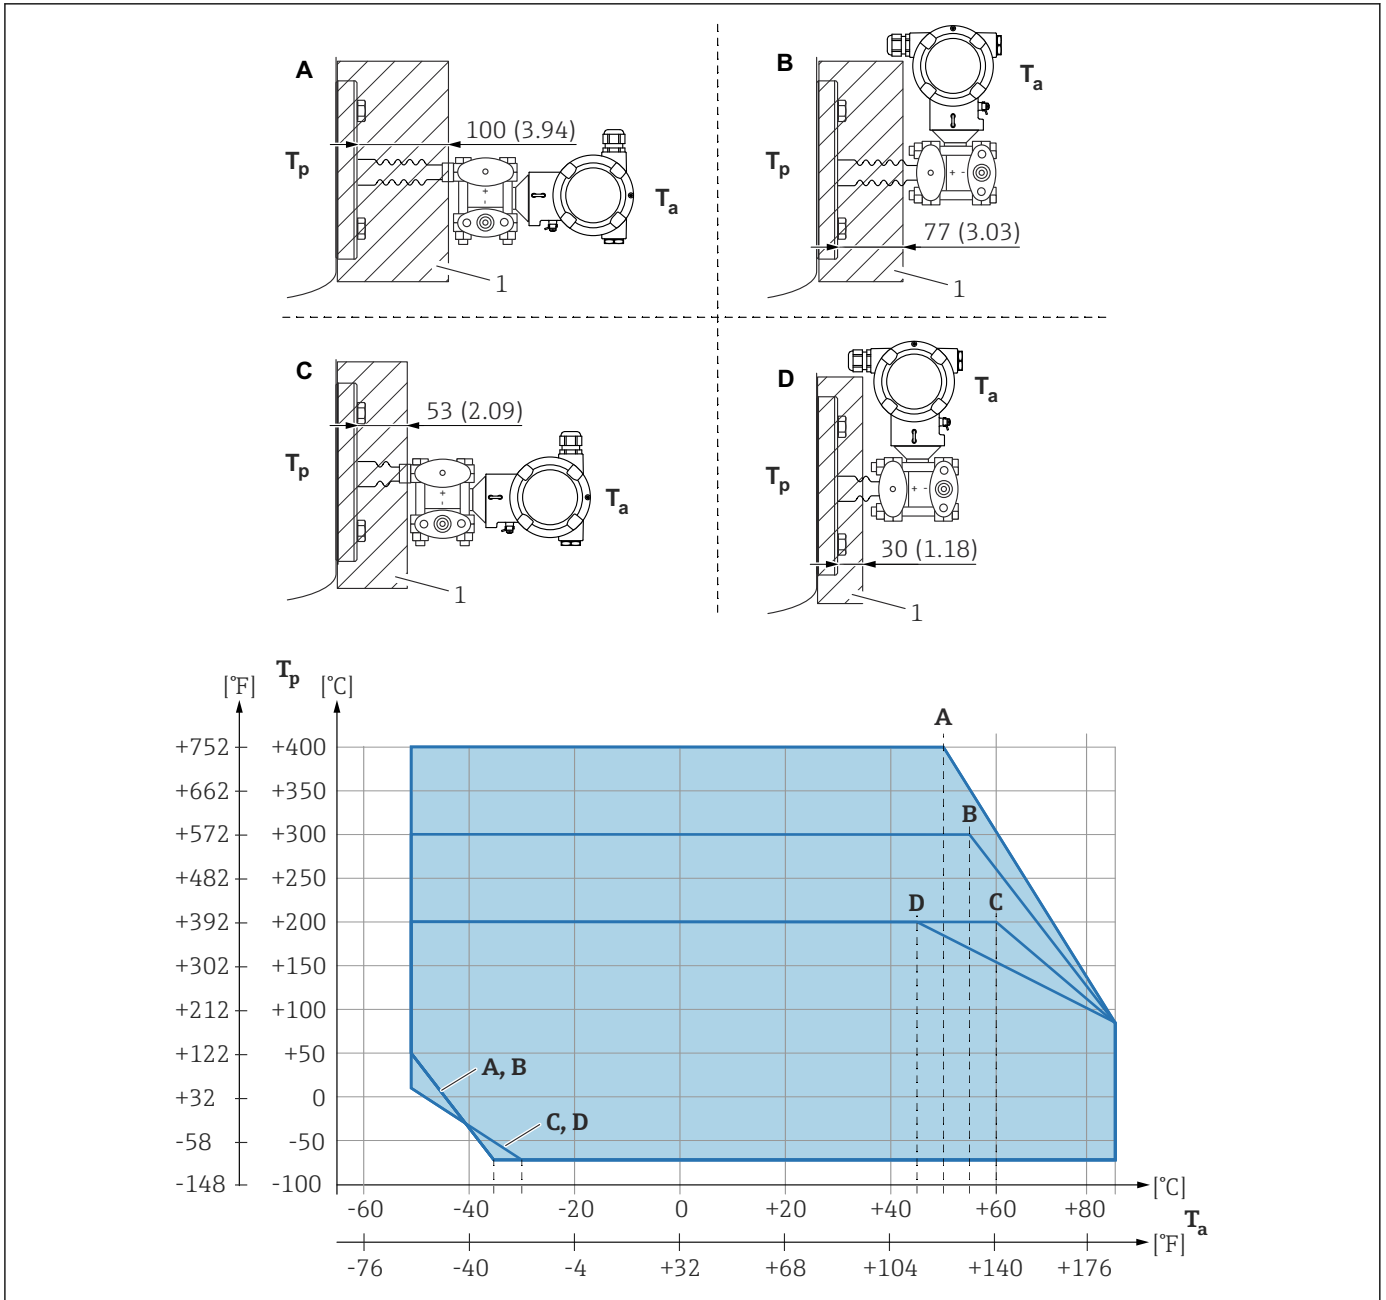 A
100 (3.94)
Tp
Ta
1
B
Ta
Tp
77 (3.03)
1
C
53 (2.09)
Tp
Ta
1
D
Ta
Tp
30 (1.18)
1
Tp
[°F] [°C]
A
+752 +400
+662 +350
B
+572 +300
+482 +250
D C
+392 +200
+302 +150
+212 +100
+122 +50
A, B
+32 0
C, D
-58 -50
-148 -100
[°C]
-60 -40 -20 0 +20 +40 +60 +80
Ta
[°F]
-76 -40 -4 +32 +68 +104 +140 +176